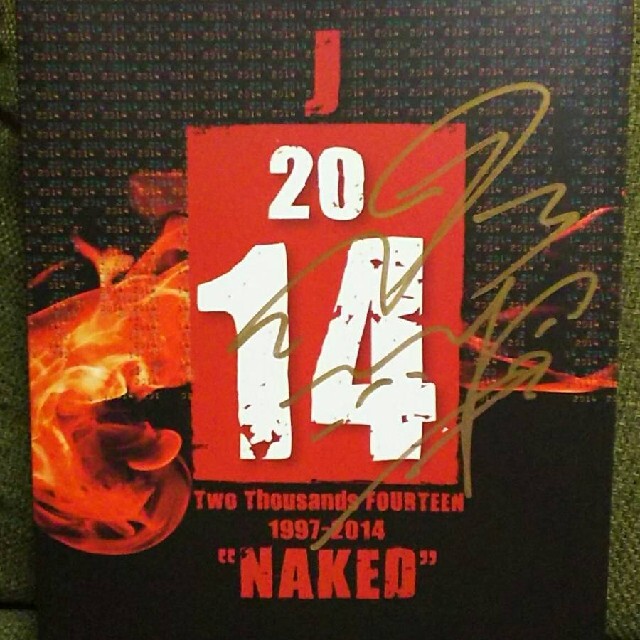 J
20
14
Two Thousands FOURTEEN
1997-2014
"NAKED"